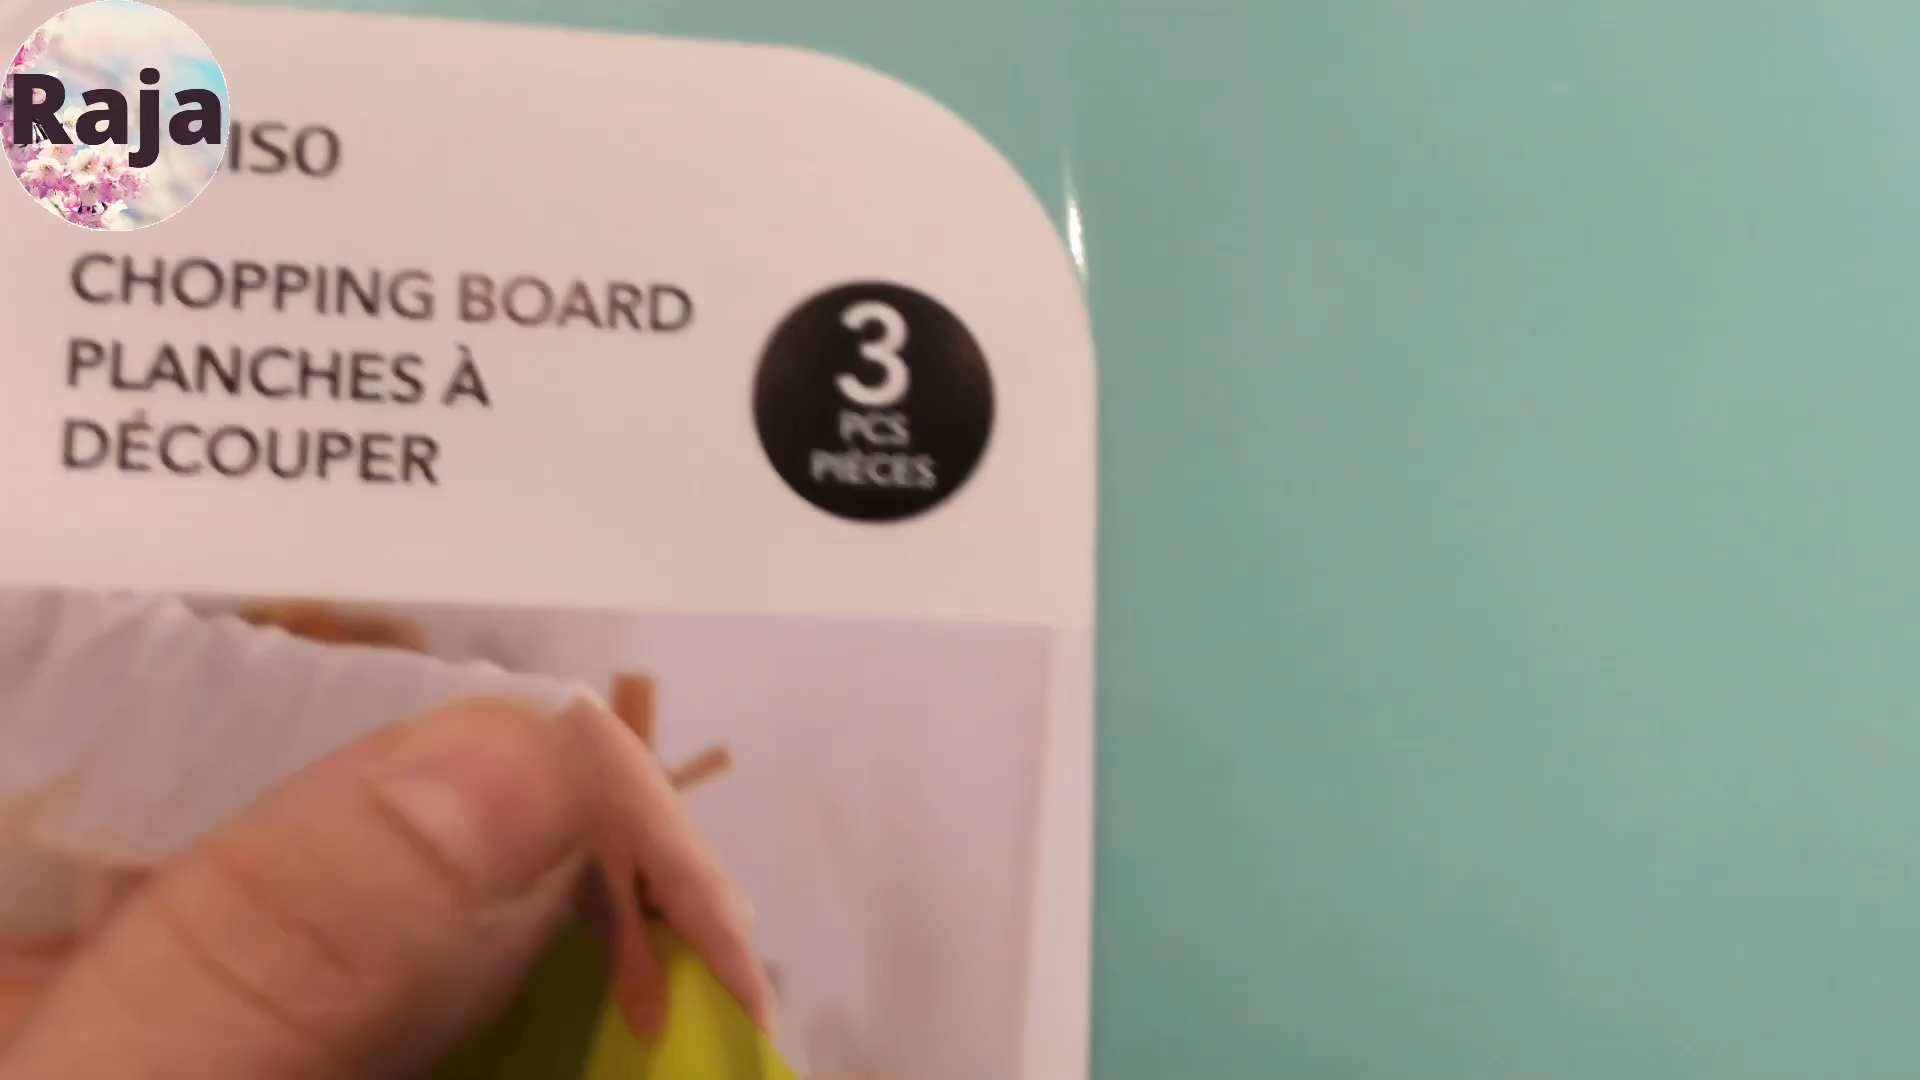 Raja
ISO
CHOPPING BOARD
PLANCHES À
DÉCOUPER
3
PCS
PIÈCES